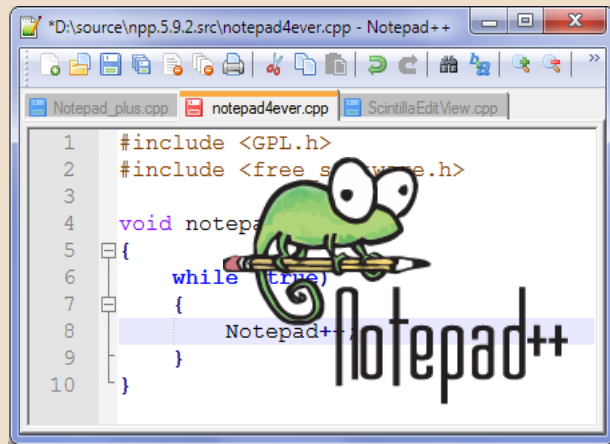 *D:\source\npp.5.9.2.src\notepad4ever.cpp - Notepad++
Notepad_plus.cpp notepad4ever.cpp ScintillaEditView.cpp
1 #include <GPL.h>
2 #include <free_s ware.h>
3
4 void notepa
5 {
6 while true)
7 {
8 Notepad++;
9 }
10 }
Notepad++